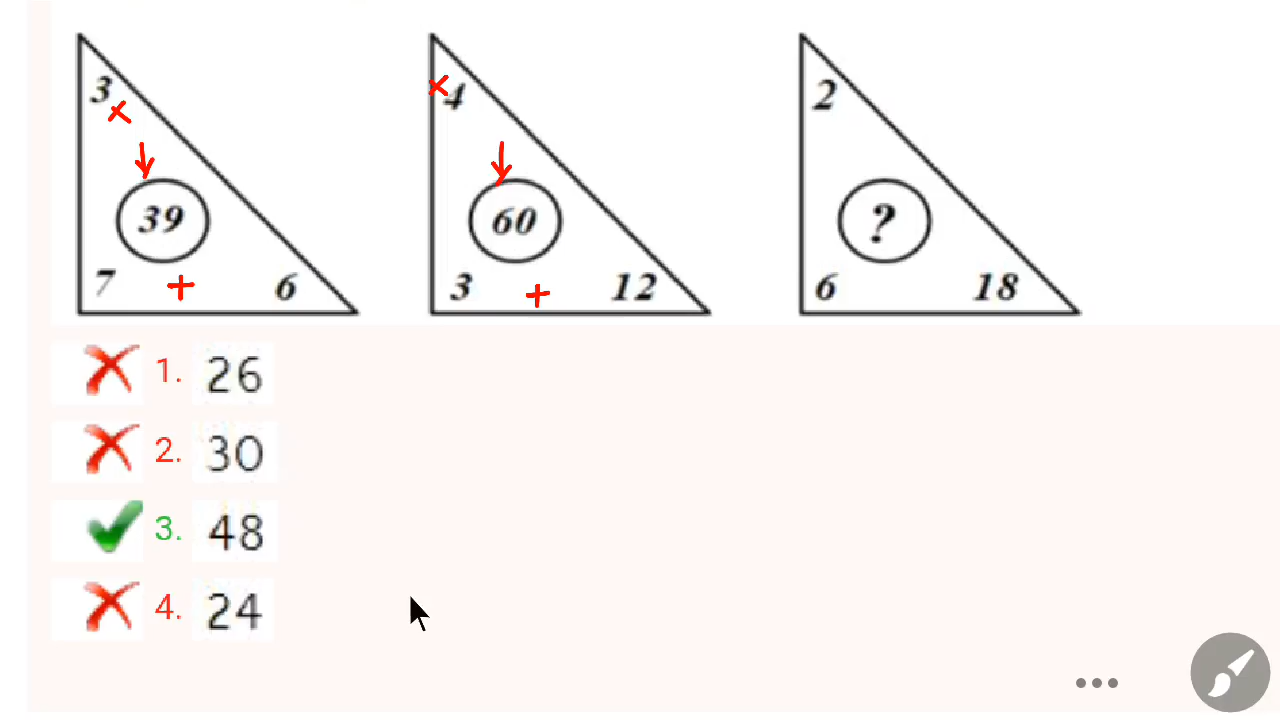 3 4 2
× ×
↓ ↓
39 60 ?
7 + 6 3 + 12 6 18
1. 26
2. 30
3. 48
4. 24